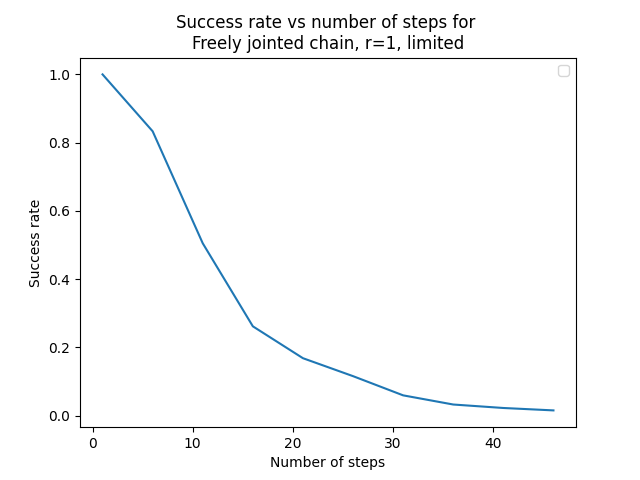 Success rate vs number of steps for
Freely jointed chain, r=1, limited
1.0
0.8
0.6
0.4
0.2
0.0
Success rate
0 10 20 30 40
Number of steps